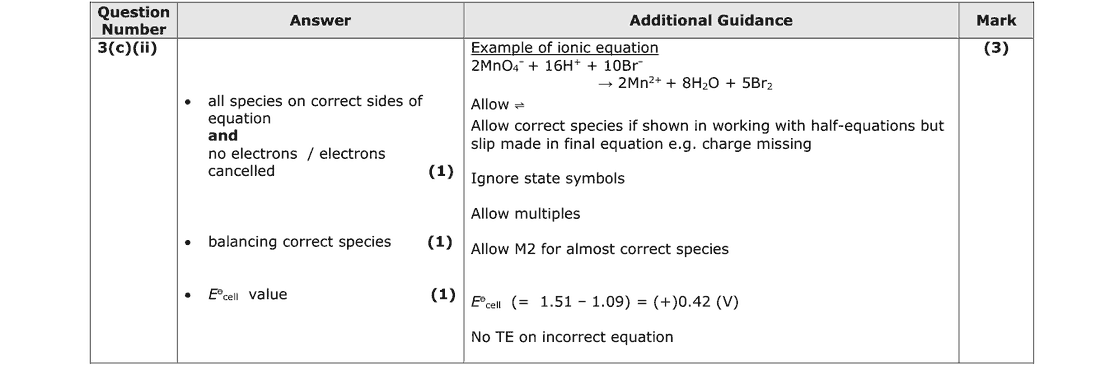 Question Number
Answer
Additional Guidance
Mark
3(c)(ii)
• all species on correct sides of
equation
and
no electrons / electrons
cancelled (1)
• balancing correct species (1)
• E⦵cell value (1)
Example of ionic equation
2MnO₄⁻ + 16H⁺ + 10Br⁻
→ 2Mn²⁺ + 8H₂O + 5Br₂
Allow ⇌
Allow correct species if shown in working with half-equations but
slip made in final equation e.g. charge missing
Ignore state symbols
Allow multiples
Allow M2 for almost correct species
E⦵cell (= 1.51 – 1.09) = (+)0.42 (V)
No TE on incorrect equation
(3)